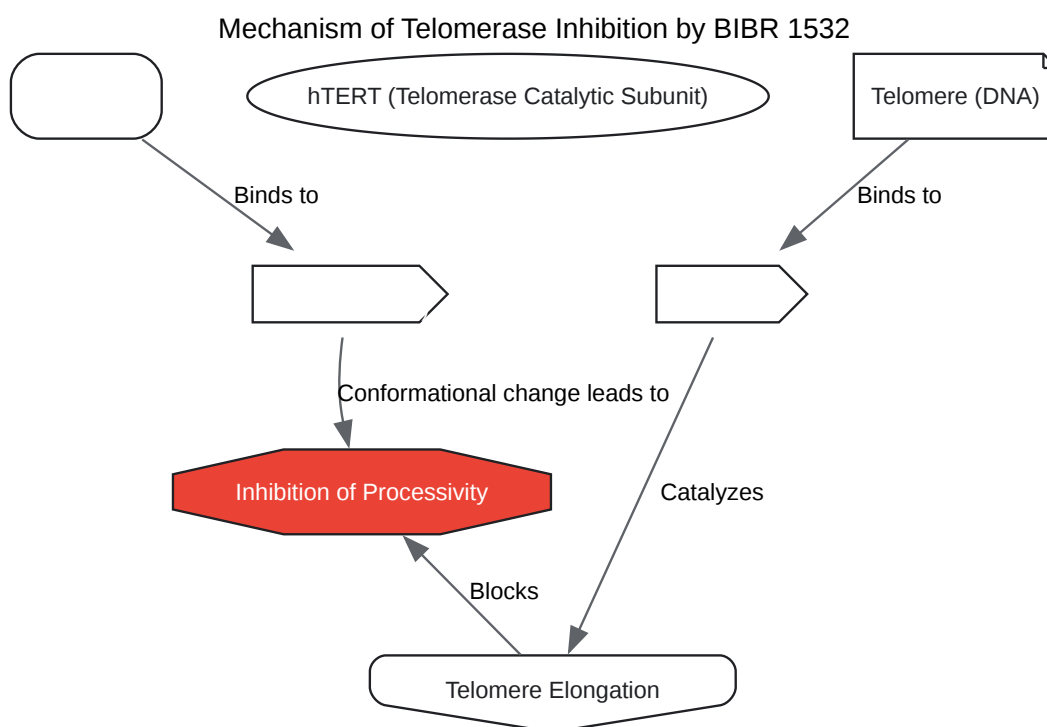 Mechanism of Telomerase Inhibition by BIBR 1532
hTERT (Telomerase Catalytic Subunit)
Telomere (DNA)
Binds to
Binds to
Conformational change leads to
Inhibition of Processivity
Catalyzes
Blocks
Telomere Elongation